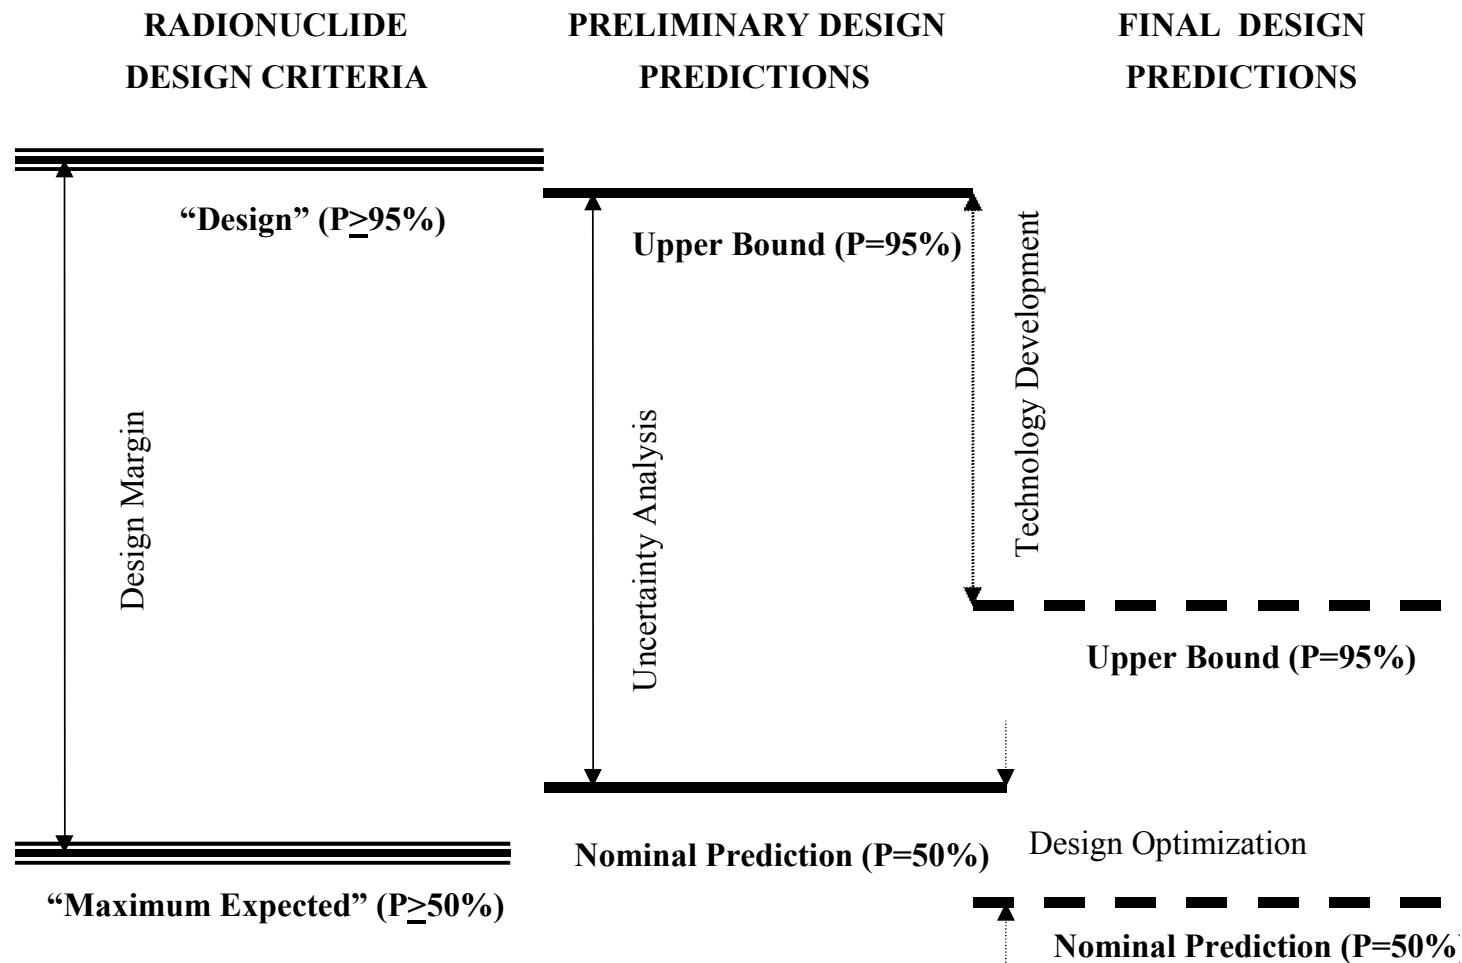 RADIONUCLIDE
DESIGN CRITERIA
PRELIMINARY DESIGN
PREDICTIONS
FINAL DESIGN
PREDICTIONS
“Design” (P≥95%)
Upper Bound (P=95%)
Technology Development
Design Margin
Uncertainty Analysis
Upper Bound (P=95%)
Nominal Prediction (P=50%)
Design Optimization
“Maximum Expected” (P≥50%)
Nominal Prediction (P=50%)